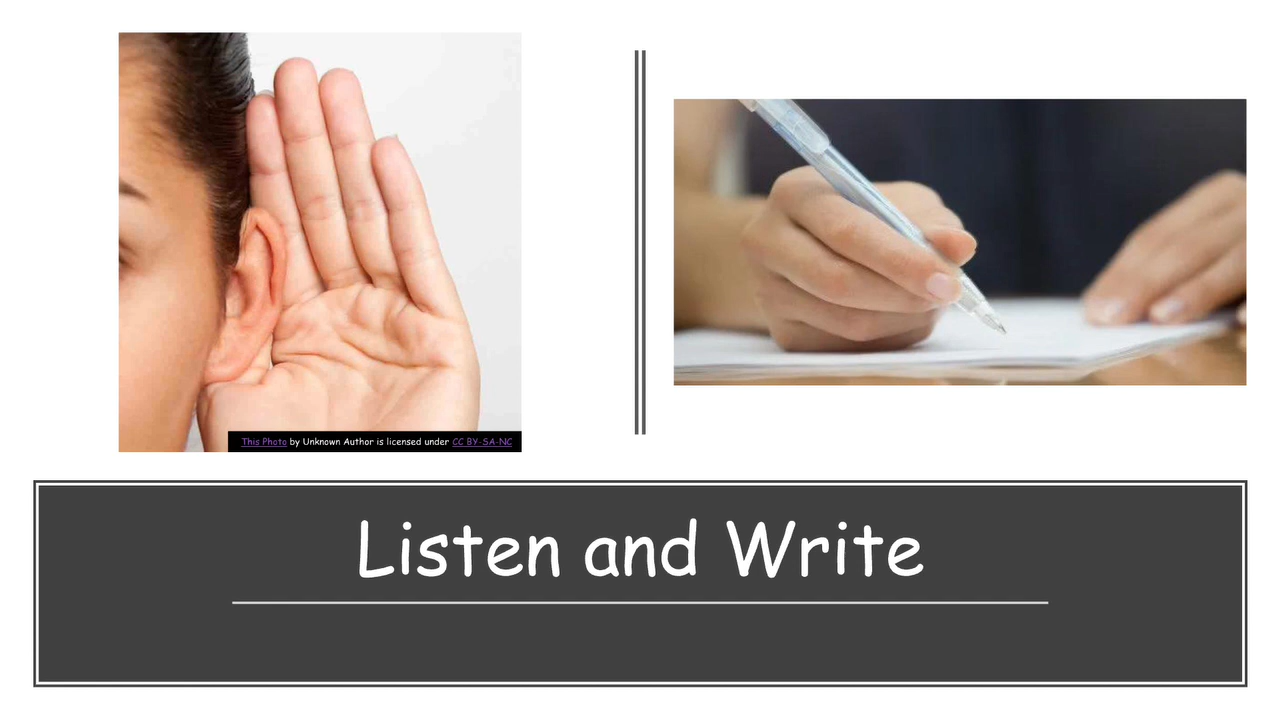 This Photo by Unknown Author is licensed under CC BY-SA-NC
Listen and Write